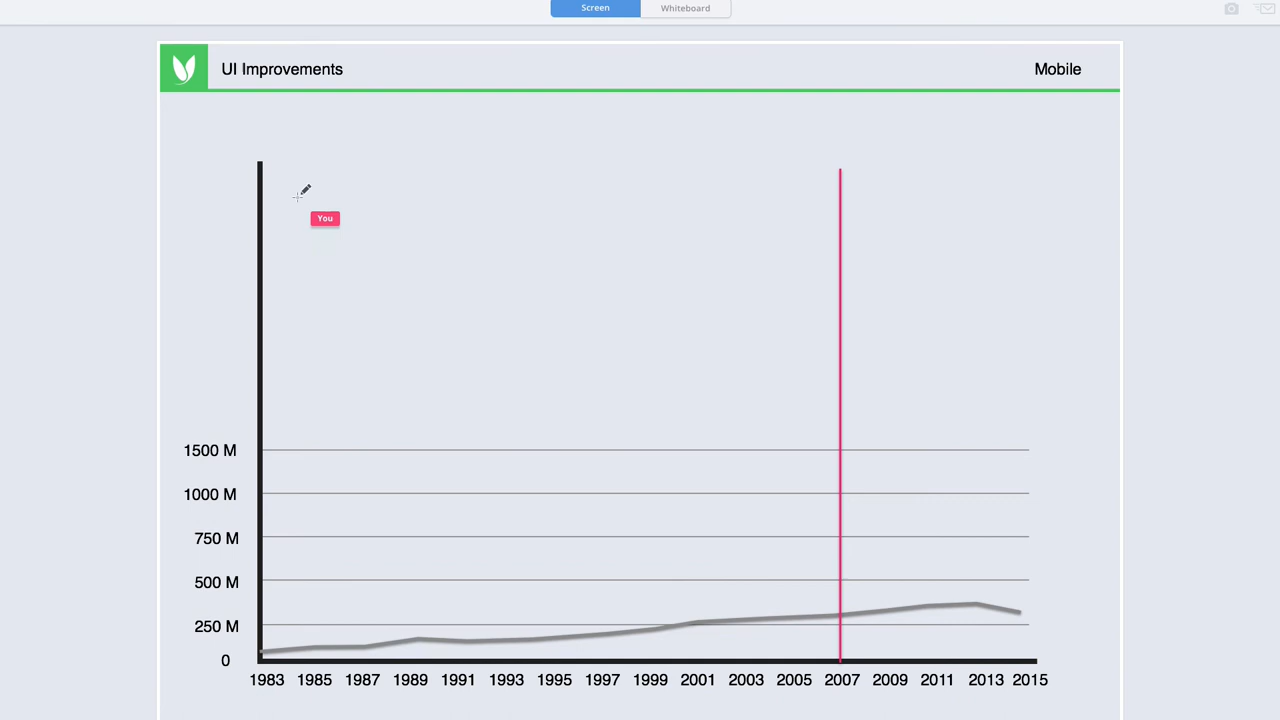 Screen
Whiteboard
UI Improvements
Mobile
You
1500 M
1000 M
750 M
500 M
250 M
0
1983 1985 1987 1989 1991 1993 1995 1997 1999 2001 2003 2005 2007 2009 2011 2013 2015